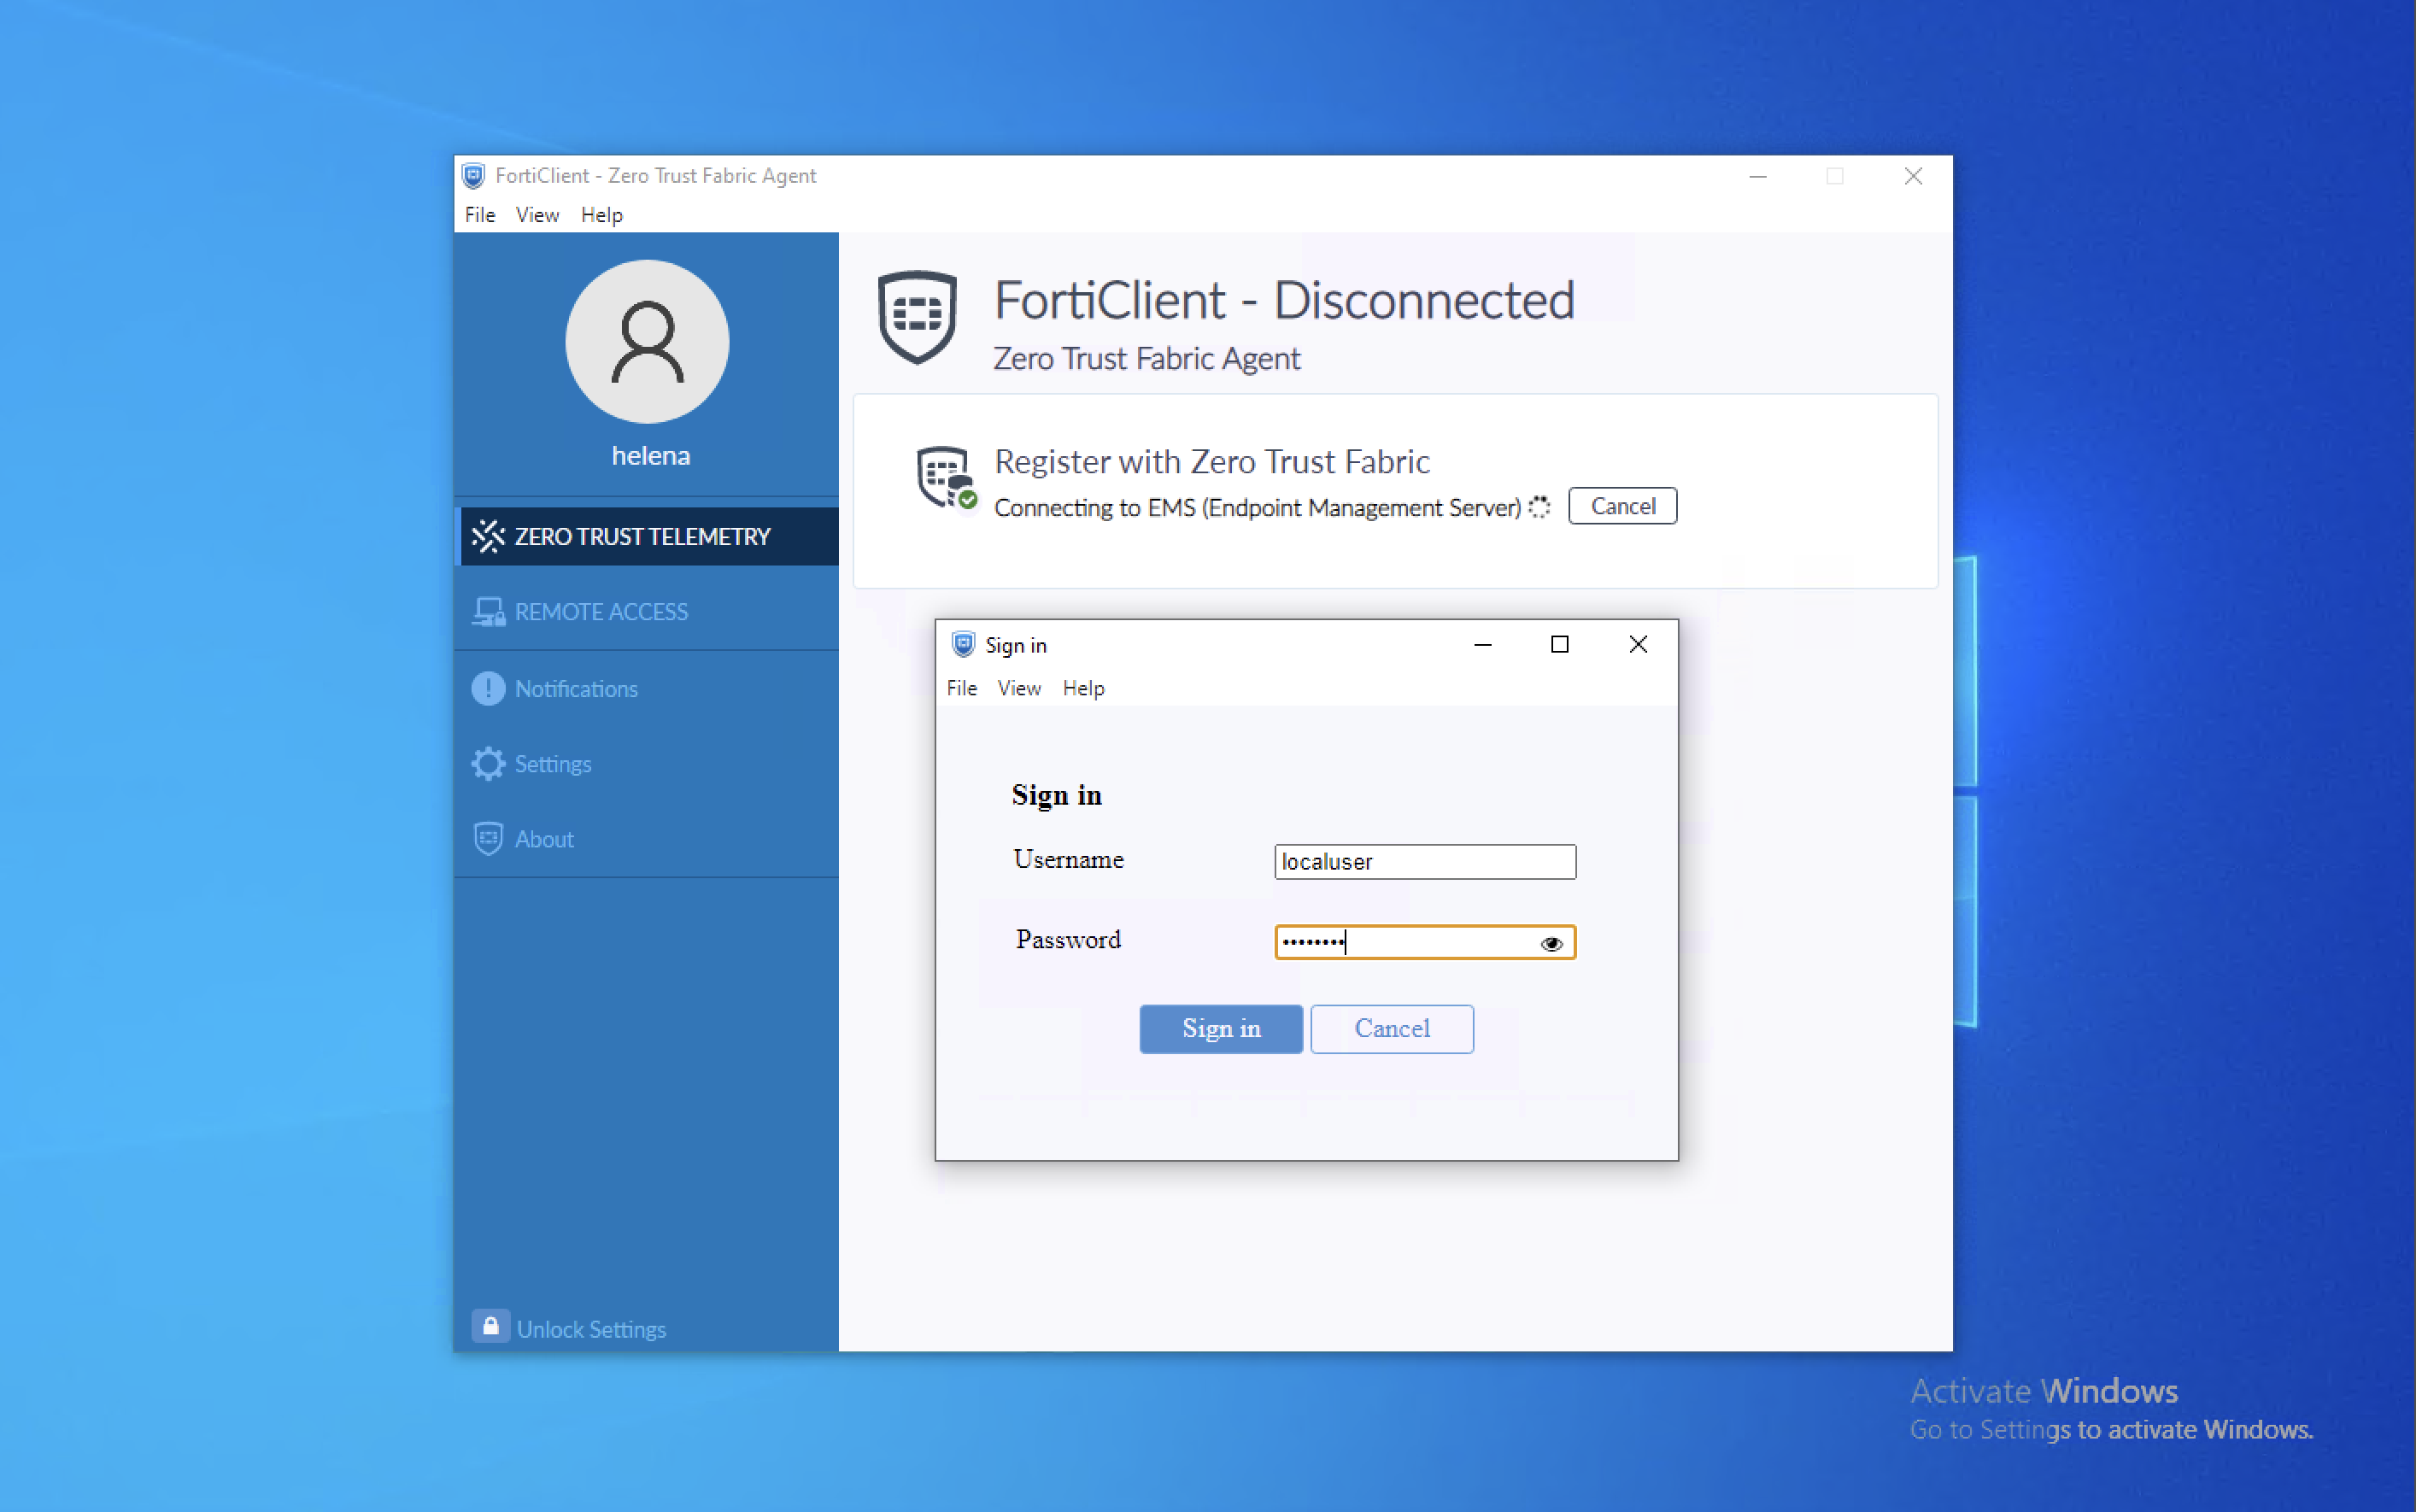 FortiClient - Zero Trust Fabric Agent
File View Help
helena
ZERO TRUST TELEMETRY
REMOTE ACCESS
Notifications
Settings
About
Unlock Settings
FortiClient - Disconnected
Zero Trust Fabric Agent
Register with Zero Trust Fabric
Connecting to EMS (Endpoint Management Server) Cancel
Sign in
File View Help
Sign in
Username localuser
Password ••••••••
Sign in Cancel
Activate Windows
Go to Settings to activate Windows.